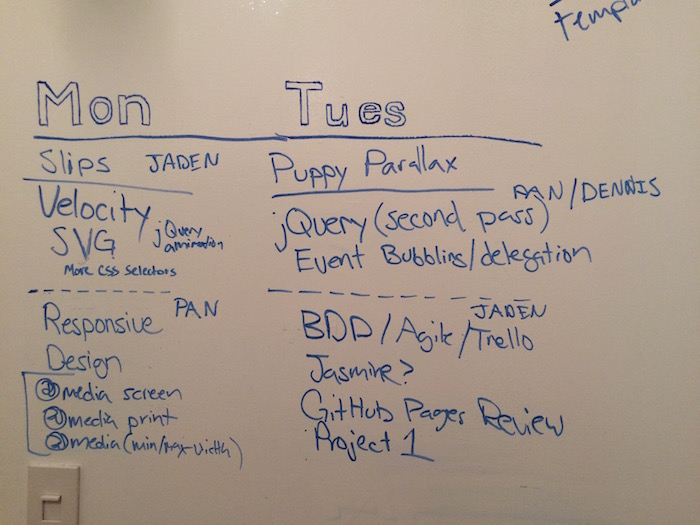 Mon
Slips JADEN
Velocity
SVG
jQuery
animation
More CSS Selectors
Responsive PAN
Design
@media screen
@media print
@media (min/max-width)
Tues
Puppy Parallax
PAN/DENNIS
jQuery (second pass)
Event Bubbling/delegation
JADEN
BDD/Agile/Trello
Jasmine?
GitHub Pages Review
Project 1